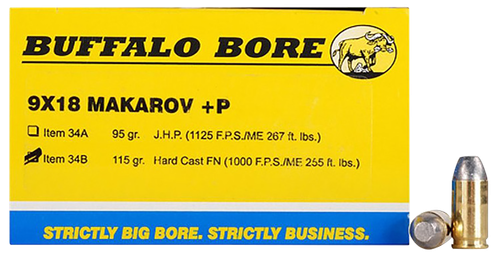 BUFFALO BORE
9X18 MAKAROV +P
Item 34A 95 gr. J.H.P. (1125 F.P.S./ME 267 ft. lbs.)
Item 34B 115 gr. Hard Cast FN (1000 F.P.S./ME 255 ft. lbs.)
STRICTLY BIG BORE. STRICTLY BUSINESS.